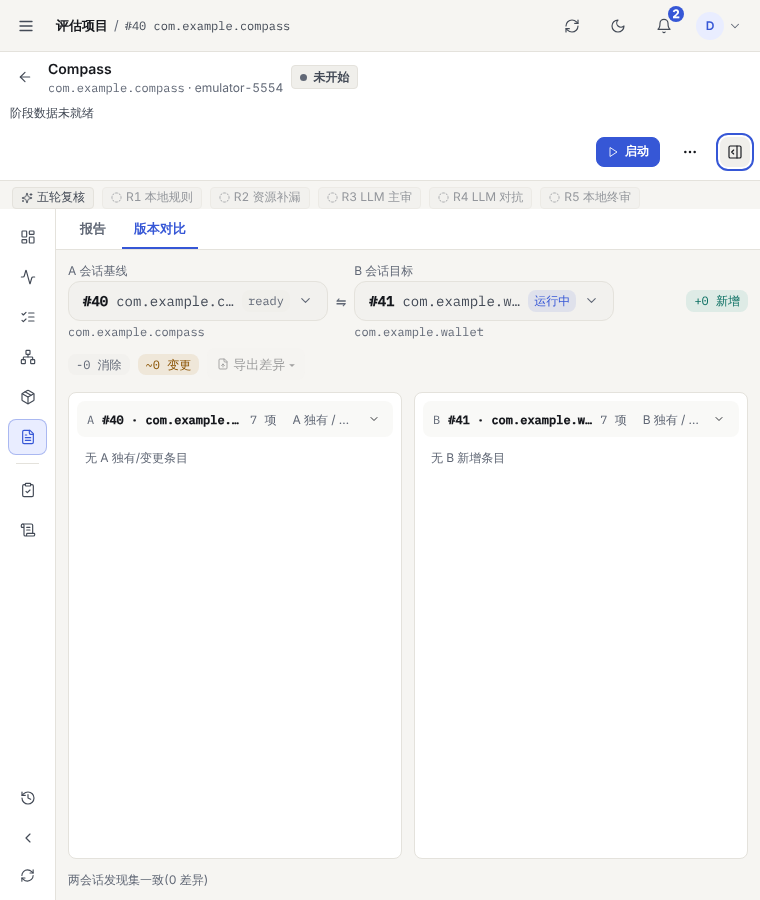 评估项目 / #40 com.example.compass
2
D
Compass
com.example.compass · emulator-5554
未开始
阶段数据未就绪
启动
五轮复核 R1 本地规则 R2 资源补漏 R3 LLM 主审 R4 LLM 对抗 R5 本地终审
报告 版本对比
A 会话基线 B 会话目标
#40 com.example.c… ready ⇋ #41 com.example.w… 运行中 +0 新增
com.example.compass com.example.wallet
-0 消除 ~0 变更 导出差异
A #40 · com.example.… 7 项 A 独有 / … B #41 · com.example.w… 7 项 B 独有 / …
无 A 独有/变更条目 无 B 新增条目
两会话发现集一致(0 差异)